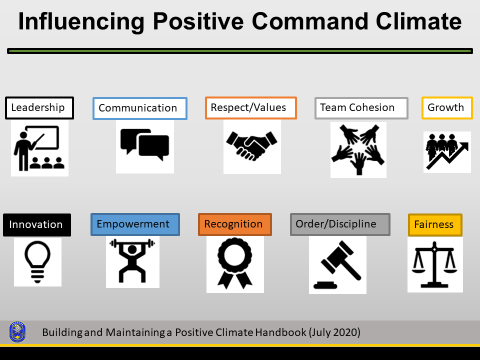 Influencing Positive Command Climate
Leadership
Communication
Respect/Values
Team Cohesion
Growth
Innovation
Empowerment
Recognition
Order/Discipline
Fairness
Building and Maintaining a Positive Climate Handbook (July 2020)